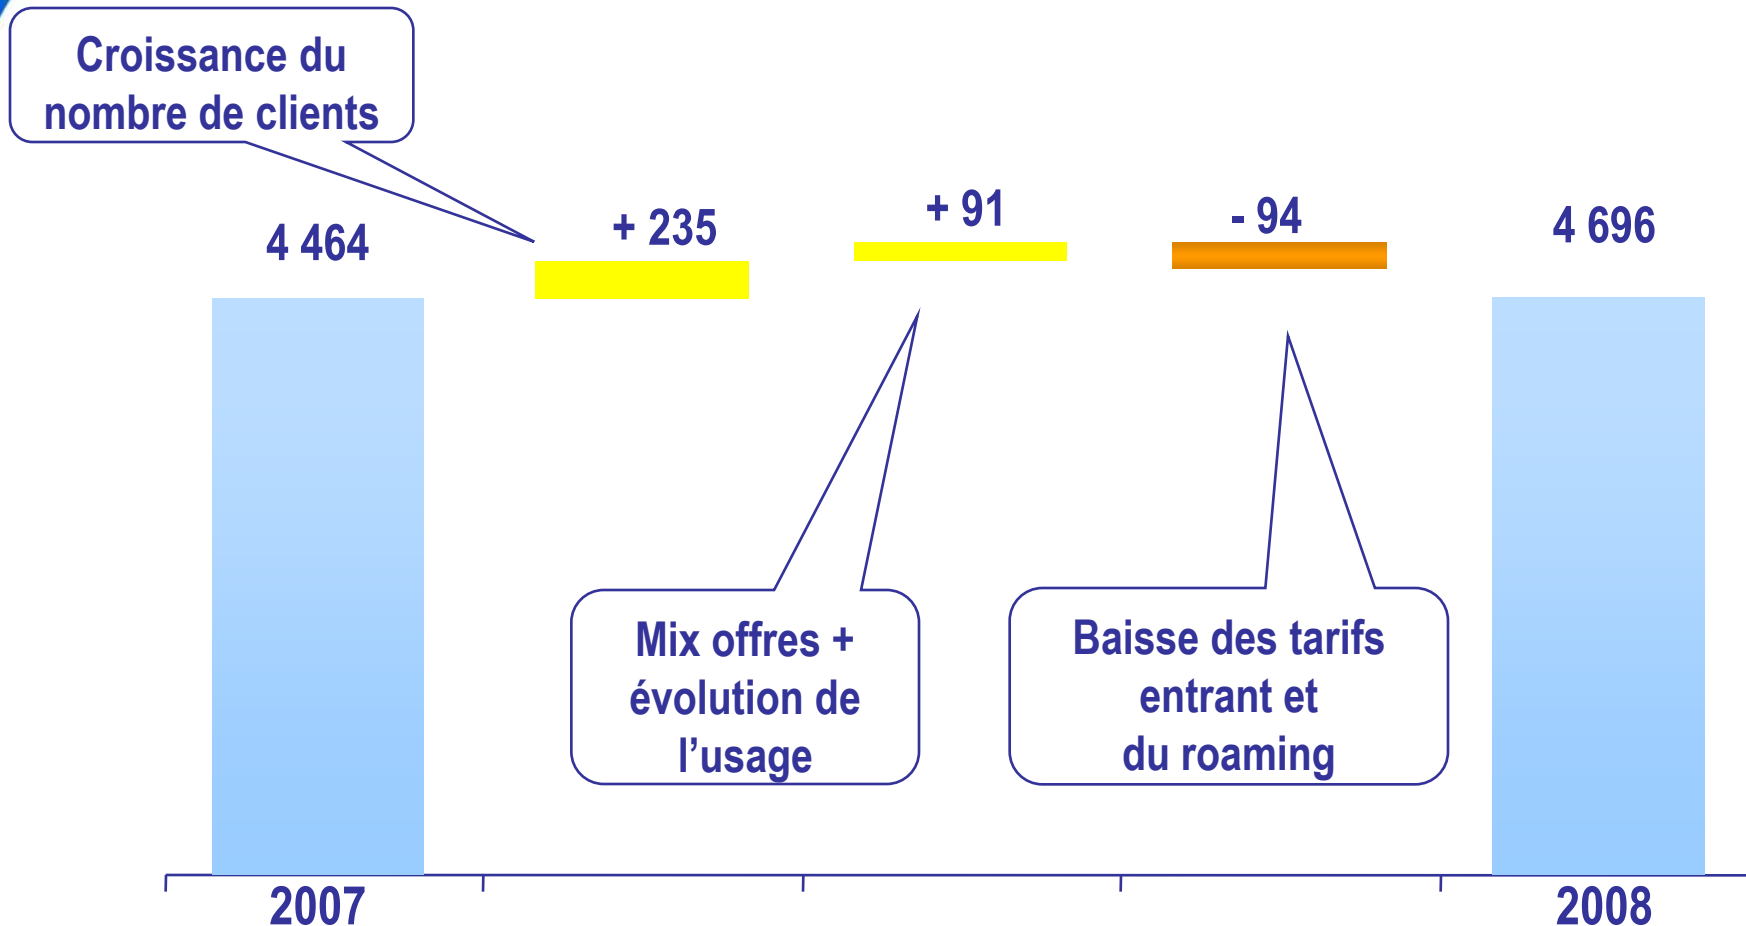 Croissance du
nombre de clients
4 464
+ 235
+ 91
- 94
4 696
Mix offres +
évolution de
l’usage
Baisse des tarifs
entrant et
du roaming
2007
2008